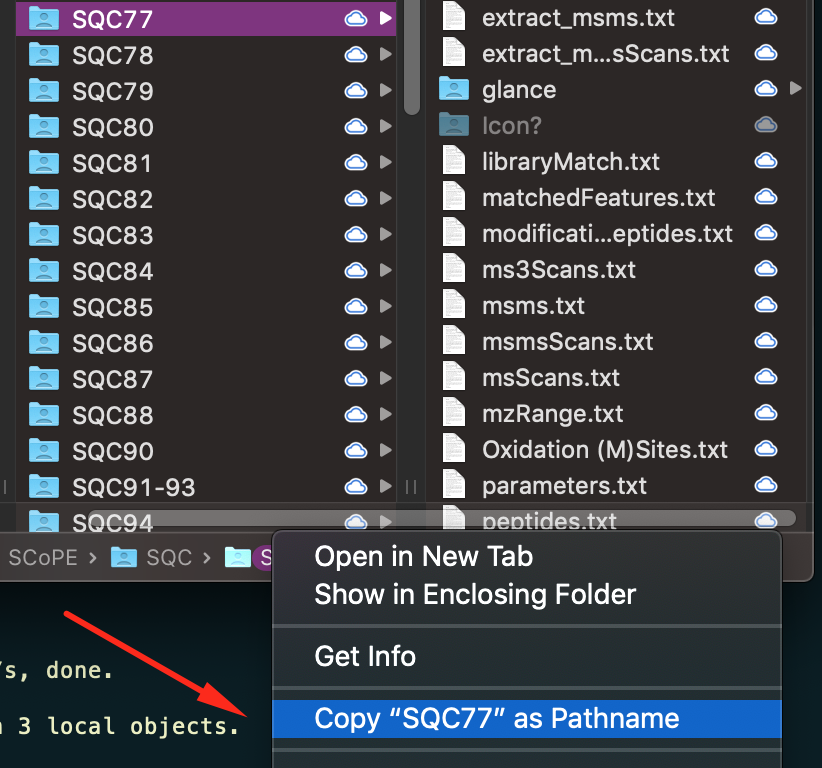 SQC77
SQC78
SQC79
SQC80
SQC81
SQC82
SQC83
SQC84
SQC85
SQC86
SQC87
SQC88
SQC90
SQC91-93
SQC94
extract_msms.txt
extract_m...sScans.txt
glance
Icon?
libraryMatch.txt
matchedFeatures.txt
modificati...eptides.txt
ms3Scans.txt
msms.txt
msmsScans.txt
msScans.txt
mzRange.txt
Oxidation (M)Sites.txt
parameters.txt
peptides.txt
SCoPE › SQC › S
Open in New Tab
Show in Enclosing Folder
Get Info
Copy “SQC77” as Pathname
's, done.
3 local objects.